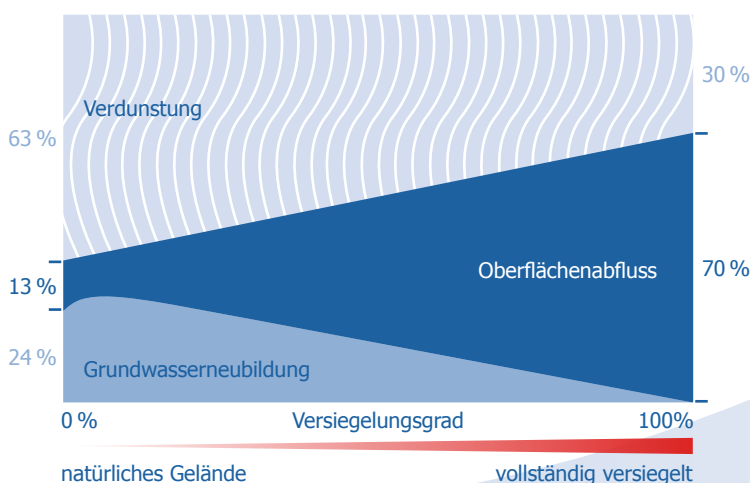 30 %
Verdunstung
63 %
Oberflächenabfluss
70 %
13 %
24 %
Grundwasserneubildung
0 %
Versiegelungsgrad
100%
natürliches Gelände
vollständig versiegelt